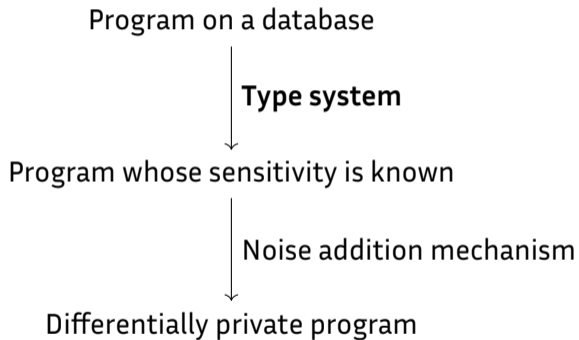 Program on a database
Type system
Program whose sensitivity is known
Noise addition mechanism
Differentially private program